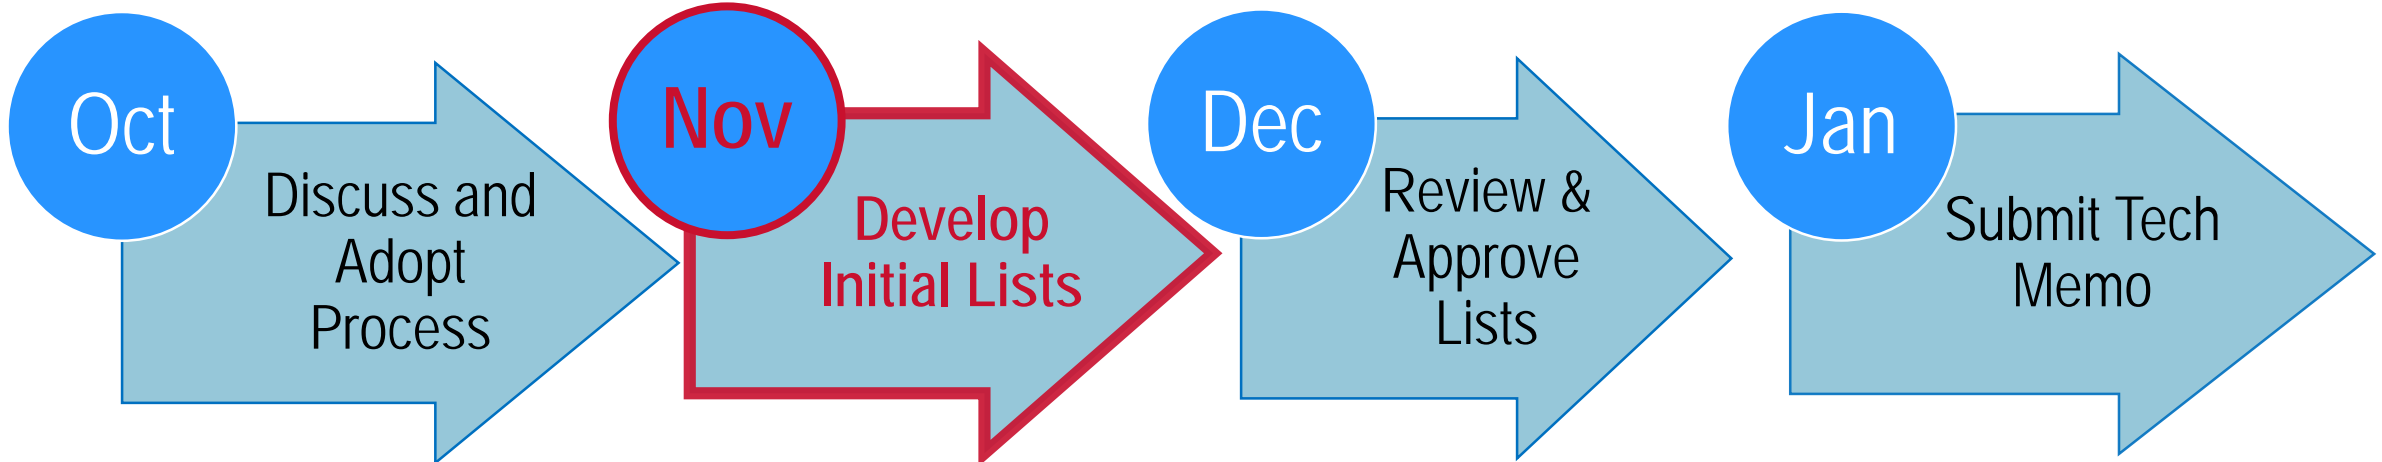 Oct
Discuss and
Adopt
Process
Nov
Develop
Initial Lists
Dec
Review &
Approve
Lists
Jan
Submit Tech
Memo